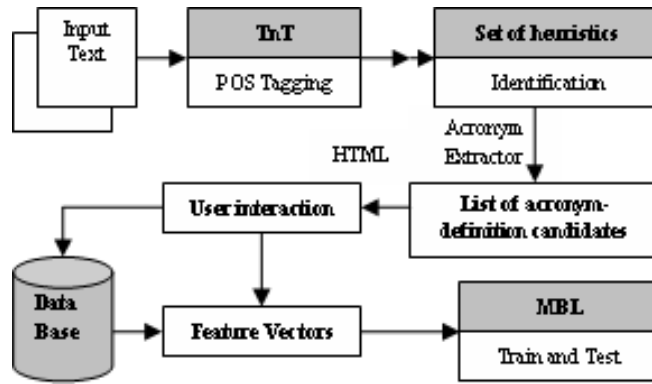 Input
Text
TnT
POS Tagging
Set of heuristics
Identification
Acronym
Extractor
HTML
User interaction
List of acronym-
definition candidates
Data
Base
Feature Vectors
MBL
Train and Test